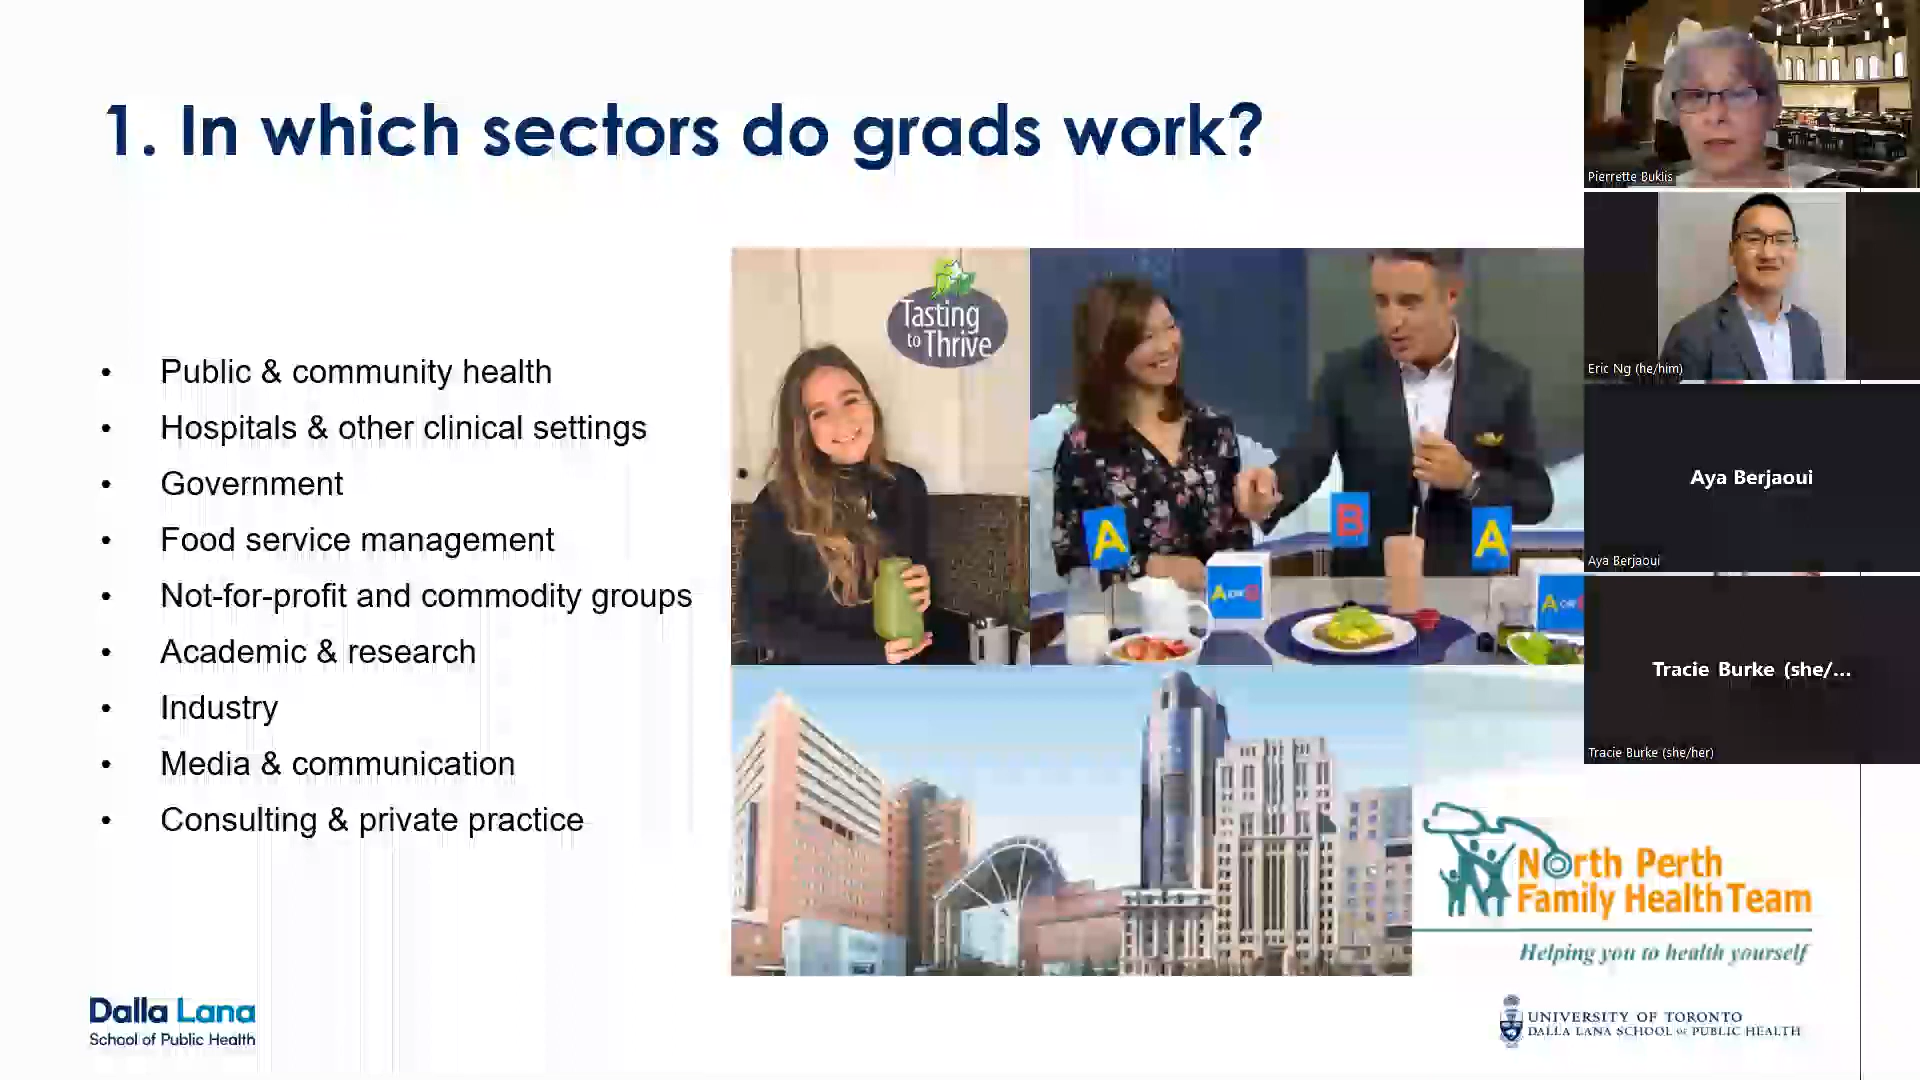 1. In which sectors do grads work?
• Public & community health
• Hospitals & other clinical settings
• Government
• Food service management
• Not-for-profit and commodity groups
• Academic & research
• Industry
• Media & communication
• Consulting & private practice
Tasting
to Thrive
A
B
A
A OR B
A OR
North Perth
Family Health Team
Helping you to health yourself
Dalla Lana
School of Public Health
UNIVERSITY OF TORONTO
DALLA LANA SCHOOL OF PUBLIC HEALTH
Pierrette Buklis
Eric Ng (he/him)
Aya Berjaoui
Aya Berjaoui
Tracie Burke (she/...
Tracie Burke (she/her)